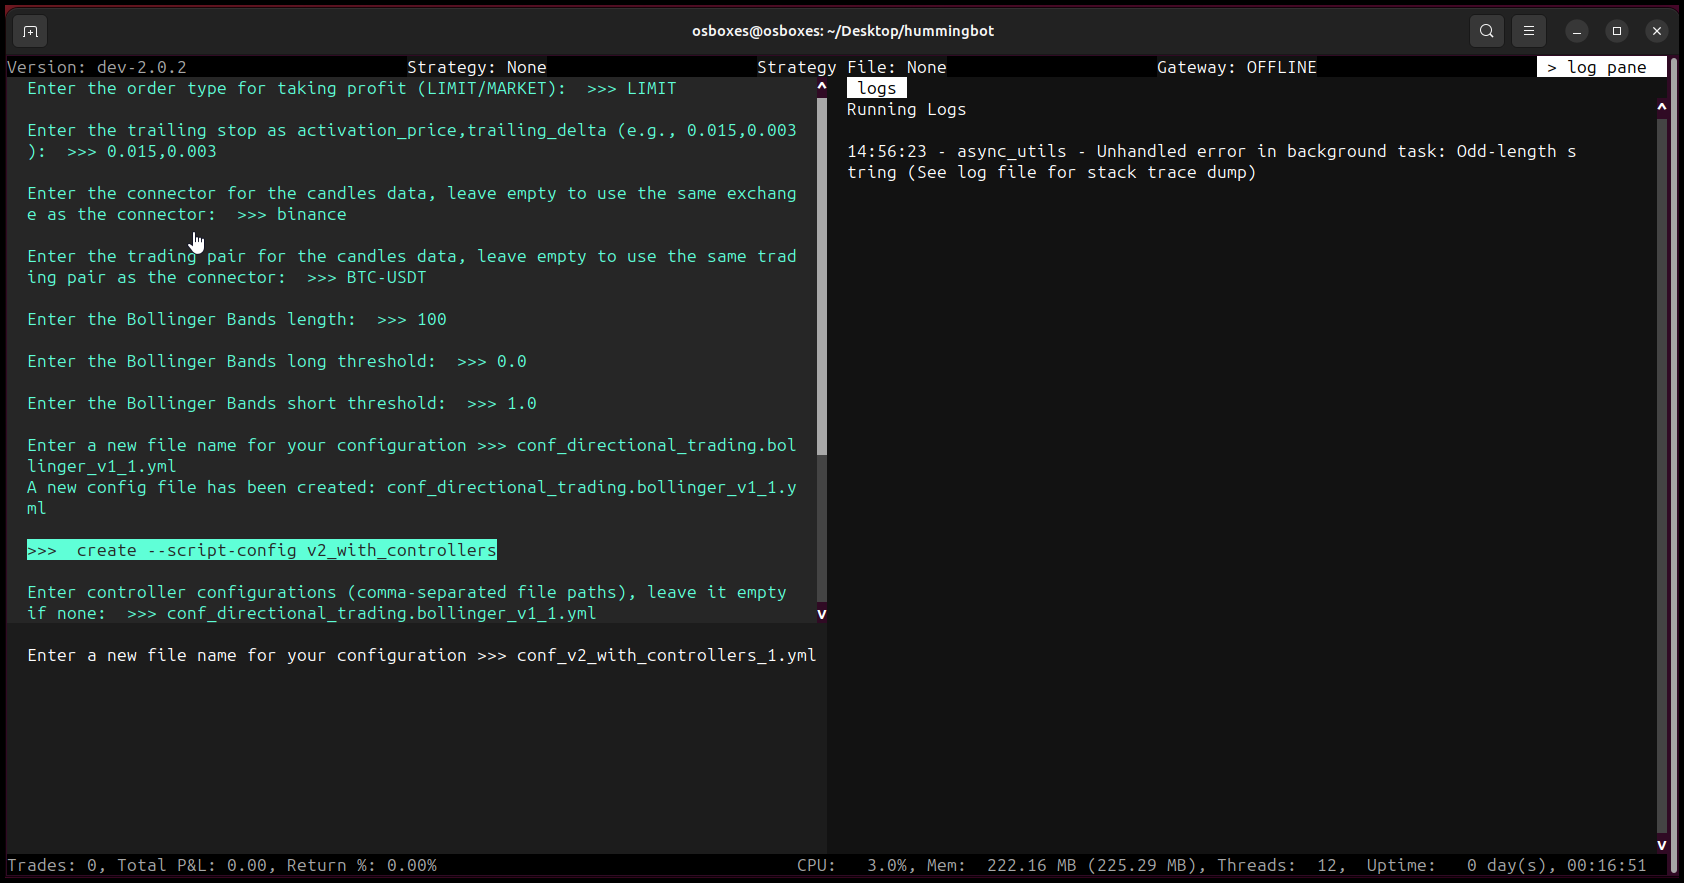 osboxes@osboxes: ~/Desktop/hummingbot
Version: dev-2.0.2 Strategy: None Strategy File: None Gateway: OFFLINE > log pane
Enter the order type for taking profit (LIMIT/MARKET):  >>> LIMIT
Enter the trailing stop as activation_price,trailing_delta (e.g., 0.015,0.003
):  >>> 0.015,0.003
Enter the connector for the candles data, leave empty to use the same exchang
e as the connector:  >>> binance
Enter the trading pair for the candles data, leave empty to use the same trad
ing pair as the connector:  >>> BTC-USDT
Enter the Bollinger Bands length:  >>> 100
Enter the Bollinger Bands long threshold:  >>> 0.0
Enter the Bollinger Bands short threshold:  >>> 1.0
Enter a new file name for your configuration >>> conf_directional_trading.bol
linger_v1_1.yml
A new config file has been created: conf_directional_trading.bollinger_v1_1.y
ml
>>>  create --script-config v2_with_controllers
Enter controller configurations (comma-separated file paths), leave it empty
if none:  >>> conf_directional_trading.bollinger_v1_1.yml
Enter a new file name for your configuration >>> conf_v2_with_controllers_1.yml
logs
Running Logs
14:56:23 - async_utils - Unhandled error in background task: Odd-length s
tring (See log file for stack trace dump)
Trades: 0, Total P&L: 0.00, Return %: 0.00% CPU:   3.0%, Mem:  222.16 MB (225.29 MB), Threads:  12,  Uptime:   0 day(s), 00:16:51